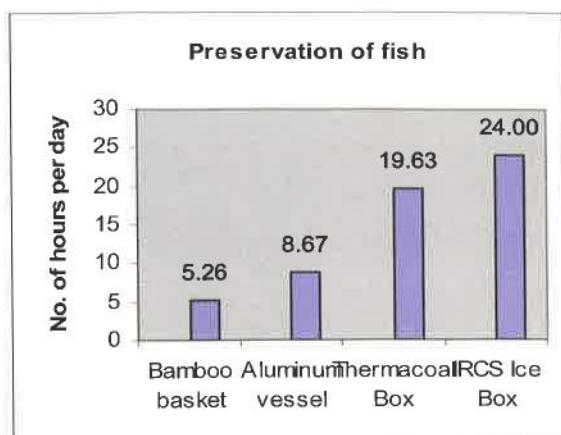 Preservation of fish
No. of hours per day
30
25
20
15
10
5
0
5.26
8.67
19.63
24.00
Bamboo basket
Aluminum vessel
Thermacoal Box
IRCS Ice Box